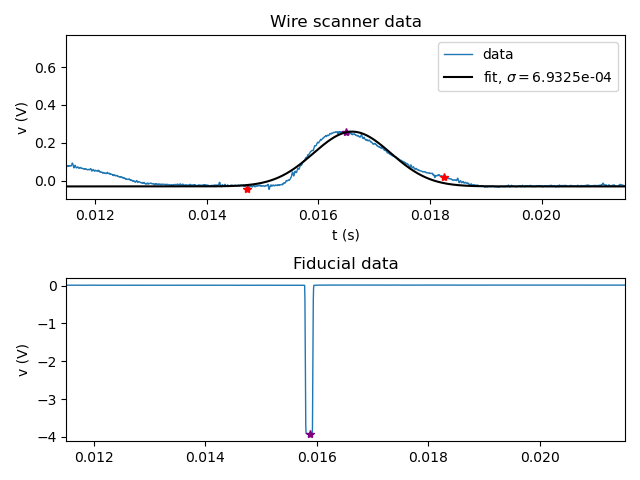 Wire scanner data
0.6
0.4
0.2
0.0
v (V)
data
fit, σ = 6.9325e-04
0.012 0.014 0.016 0.018 0.020
t (s)
Fiducial data
0
−1
−2
−3
−4
v (V)
0.012 0.014 0.016 0.018 0.020